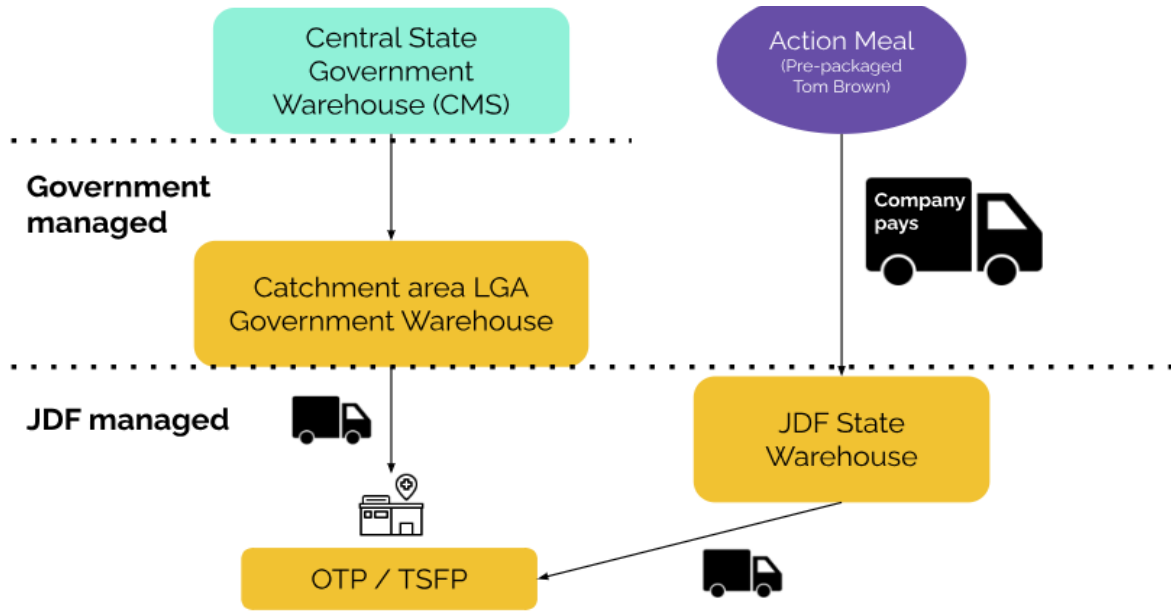 Central State
Government
Warehouse (CMS)
Action Meal
(Pre-packaged
Tom Brown)
Government
managed
Company
pays
Catchment area LGA
Government Warehouse
JDF managed
JDF State
Warehouse
OTP / TSFP